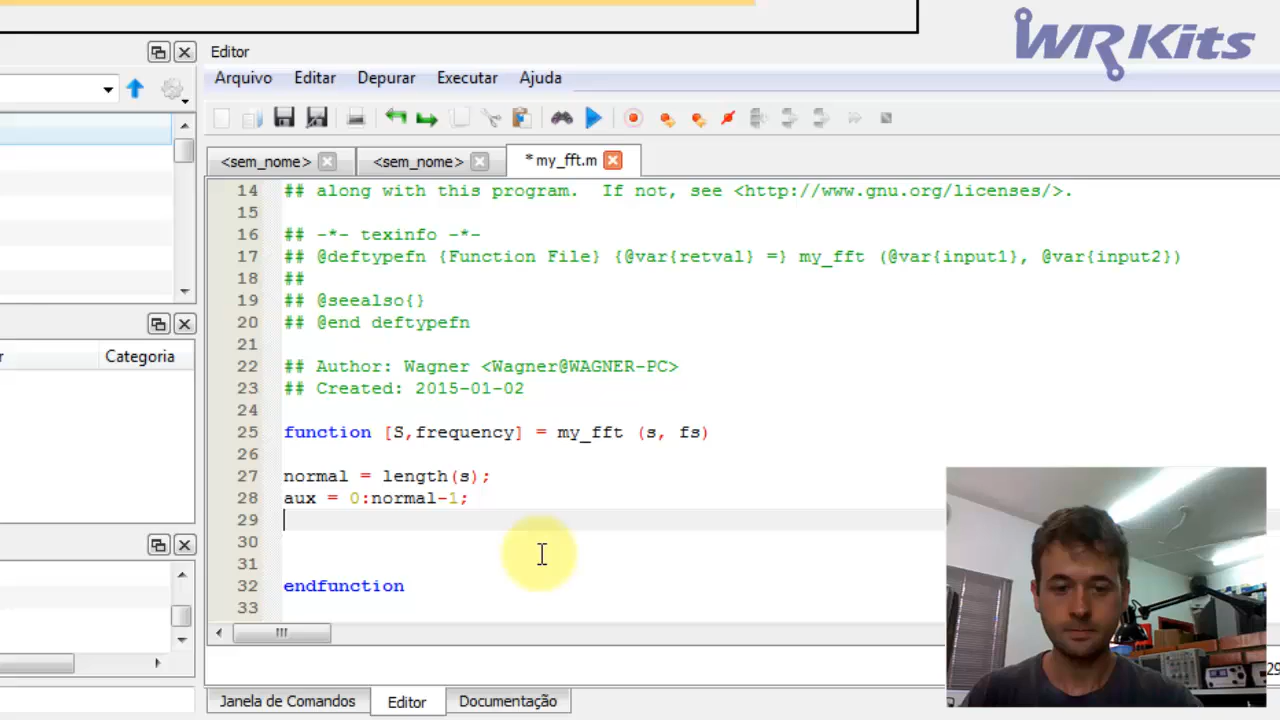 WR Kits
Editor
Arquivo Editar Depurar Executar Ajuda
<sem_nome> <sem_nome> * my_fft.m
14 ## along with this program.  If not, see <http://www.gnu.org/licenses/>.
15
16 ## -*- texinfo -*-
17 ## @deftypefn {Function File} {@var{retval} =} my_fft (@var{input1}, @var{input2})
18 ##
19 ## @seealso{}
20 ## @end deftypefn
21
22 ## Author: Wagner <Wagner@WAGNER-PC>
23 ## Created: 2015-01-02
24
25 function [S,frequency] = my_fft (s, fs)
26
27 normal = length(s);
28 aux = 0:normal-1;
29
30
31
32 endfunction
33
Categoria
Janela de Comandos Editor Documentação